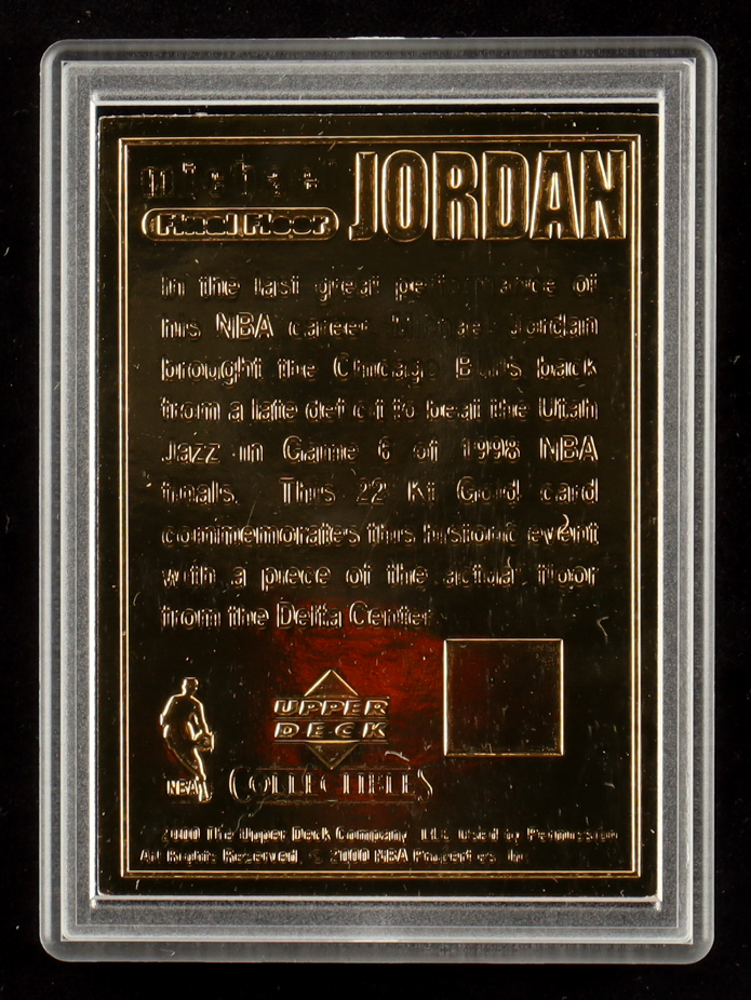 michael JORDAN
Final Floor
In the last great performance of
his NBA career Michael Jordan
brought the Chicago Bulls back
from a late deficit to beat the Utah
Jazz in Game 6 of 1998 NBA
finals. This 22 Kt Gold card
commemorates this historic event
with a piece of the actual floor
from the Delta Center
UPPER
DECK
NBA COLLECTIBLES
2000 The Upper Deck Company LLC used by Permission
All Rights Reserved. © 2000 NBA Properties Inc